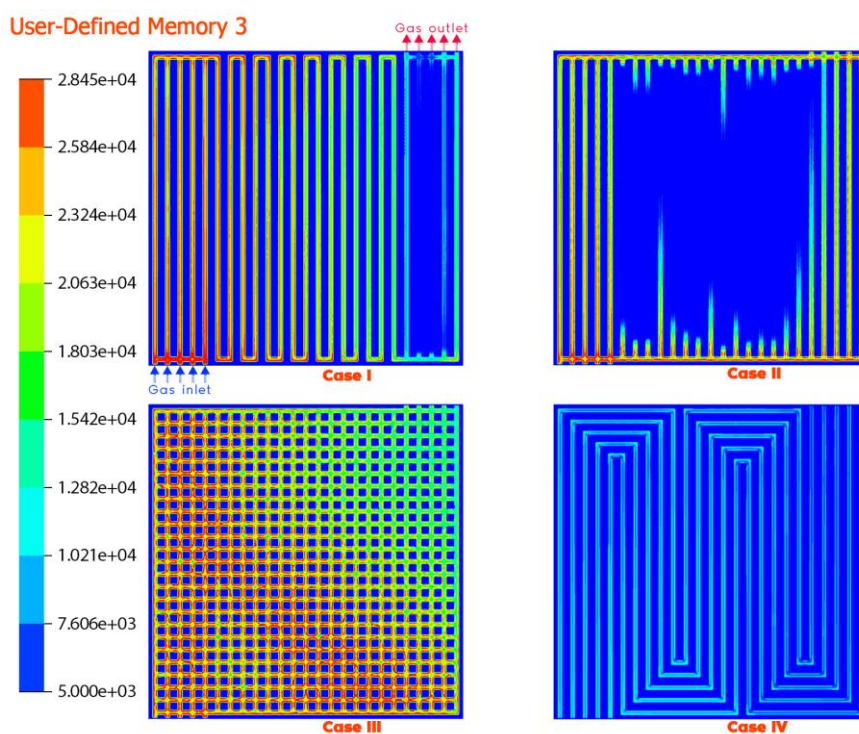 User-Defined Memory 3
Gas outlet
2.845e+04
2.584e+04
2.324e+04
2.063e+04
1.803e+04
1.542e+04
1.282e+04
1.021e+04
7.606e+03
5.000e+03
Case I
Case II
Gas inlet
Case III
Case IV